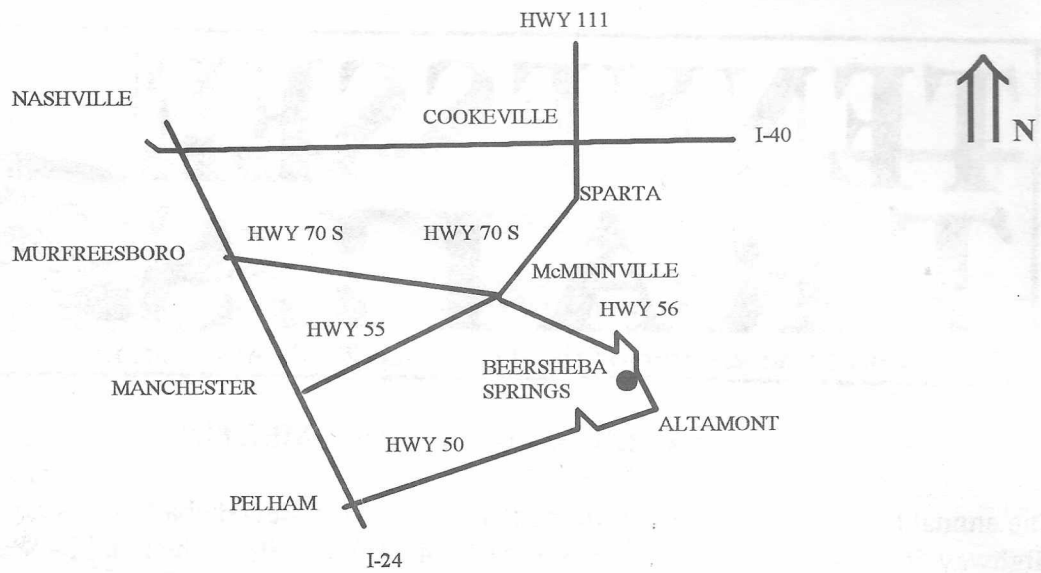 HWY 111
NASHVILLE
COOKEVILLE
I-40
N
SPARTA
HWY 70 S
HWY 70 S
MURFREESBORO
McMINNVILLE
HWY 56
HWY 55
BEERSHEBA
SPRINGS
MANCHESTER
ALTAMONT
HWY 50
PELHAM
I-24